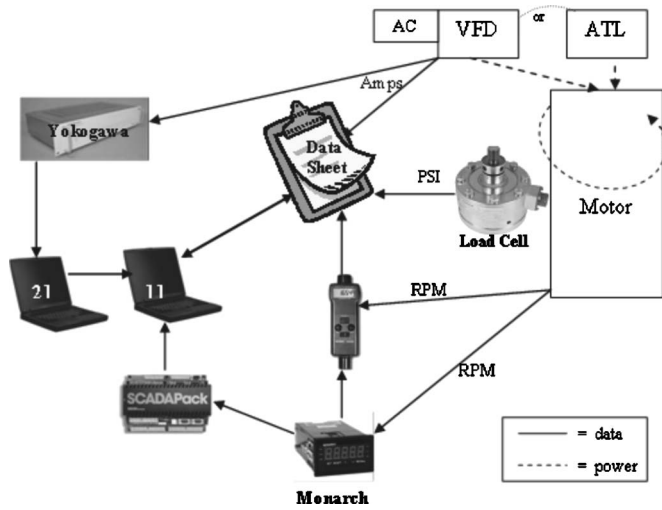 AC
VFD
or
ATL
Amps
Yokogawa
Data
Sheet
PSI
Motor
Load Cell
21
11
RPM
RPM
SCADAPack
Monarch
= data
= power